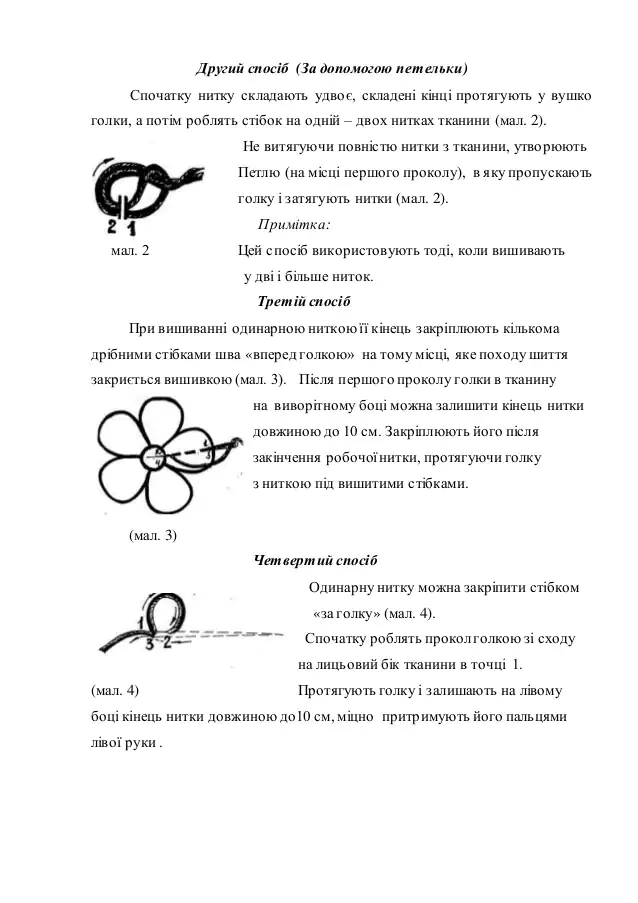 Другий спосіб (За допомогою петельки)
Спочатку нитку складають удвоє, складені кінці протягують у вушко
голки, а потім роблять стібок на одній – двох нитках тканини (мал. 2).
Не витягуючи повністю нитки з тканини, утворюють
Петлю (на місці першого проколу), в яку пропускають
голку і затягують нитки (мал. 2).
2 1
Примітка:
мал. 2
Цей спосіб використовують тоді, коли вишивають
у дві і більше ниток.
Третій спосіб
При вишиванні одинарною ниткою її кінець закріплюють кількома
дрібними стібками шва «вперед голкою» на тому місці, яке походу шиття
закриється вишивкою (мал. 3). Після першого проколу голки в тканину
на виворітному боці можна залишити кінець нитки
довжиною до 10 см. Закріплюють його після
закінчення робочої нитки, протягуючи голку
з ниткою під вишитими стібками.
(мал. 3)
Четвертий спосіб
Одинарну нитку можна закріпити стібком
«за голку» (мал. 4).
1
3 2
Спочатку роблять прокол голкою зі сходу
на лицьовий бік тканини в точці 1.
(мал. 4)
Протягують голку і залишають на лівому
боці кінець нитки довжиною до10 см, міцно притримують його пальцями
лівої руки .